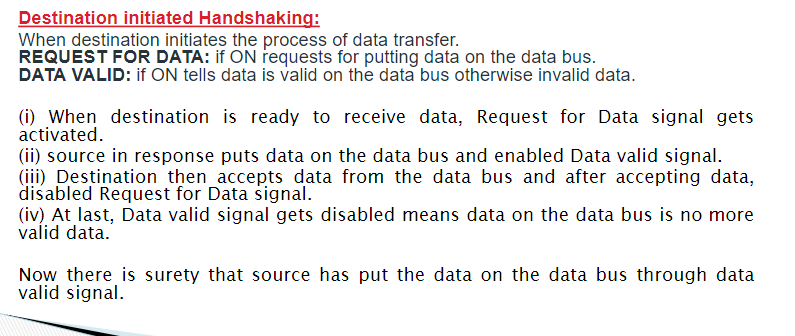 Destination initiated Handshaking:
When destination initiates the process of data transfer.
REQUEST FOR DATA: if ON requests for putting data on the data bus.
DATA VALID: if ON tells data is valid on the data bus otherwise invalid data.
(i) When destination is ready to receive data, Request for Data signal gets
activated.
(ii) source in response puts data on the data bus and enabled Data valid signal.
(iii) Destination then accepts data from the data bus and after accepting data,
disabled Request for Data signal.
(iv) At last, Data valid signal gets disabled means data on the data bus is no more
valid data.
Now there is surety that source has put the data on the data bus through data
valid signal.